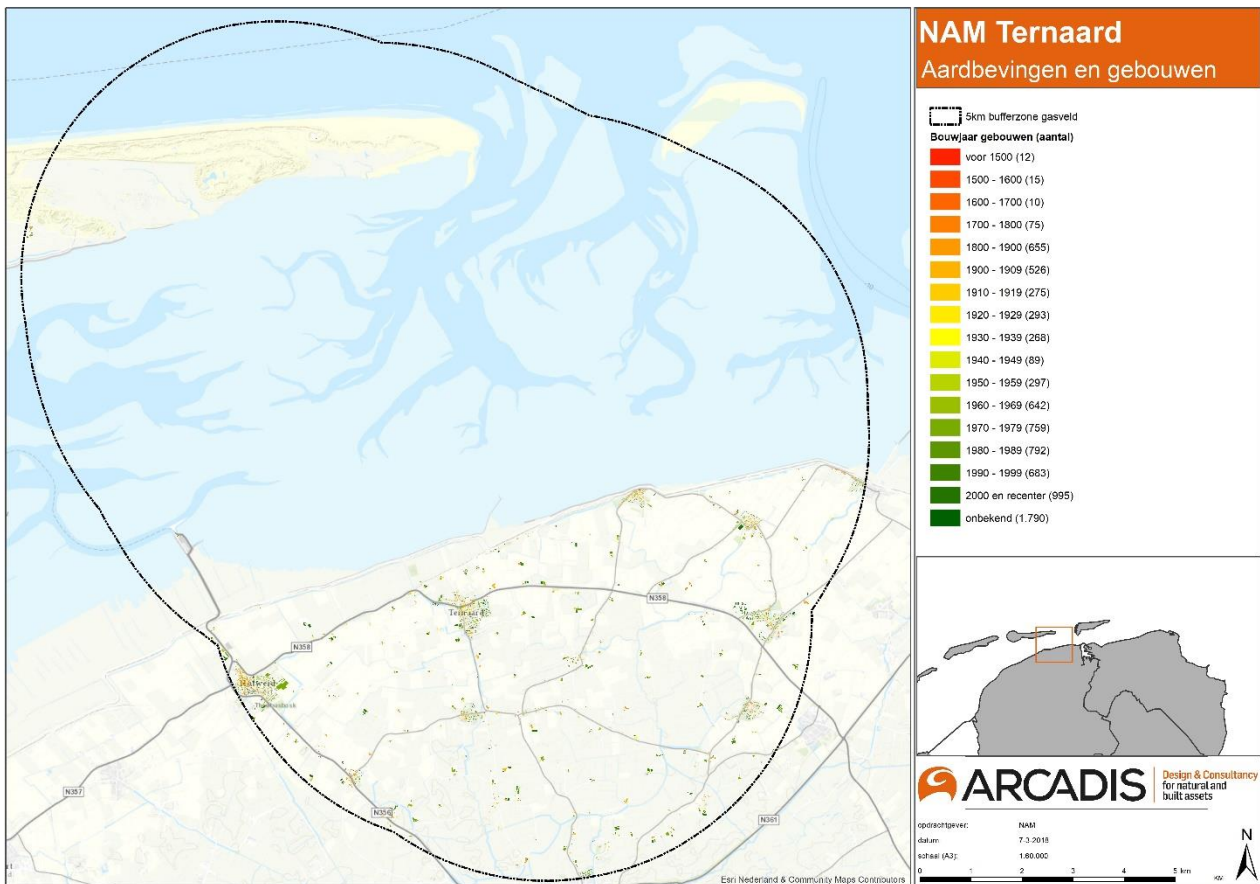 NAM Ternaard
Aardbevingen en gebouwen
5km bufferzone gasveld
Bouwjaar gebouwen (aantal)
voor 1500 (12)
1500 - 1600 (15)
1600 - 1700 (10)
1700 - 1800 (75)
1800 - 1900 (655)
1900 - 1909 (526)
1910 - 1919 (275)
1920 - 1929 (293)
1930 - 1939 (268)
1940 - 1949 (89)
1950 - 1959 (297)
1960 - 1969 (642)
1970 - 1979 (759)
1980 - 1989 (792)
1990 - 1999 (683)
2000 en recenter (995)
onbekend (1.790)
Ternaard
N358
N358
Holwerd
N357
N356
N361
Esri Nederland & Community Maps Contributors
ARCADIS
Design & Consultancy
for natural and
built assets
opdrachtgever: NAM
datum 7-3-2018
schaal (A3): 1:60.000
N
0 1 2 3 4 5 km
KM